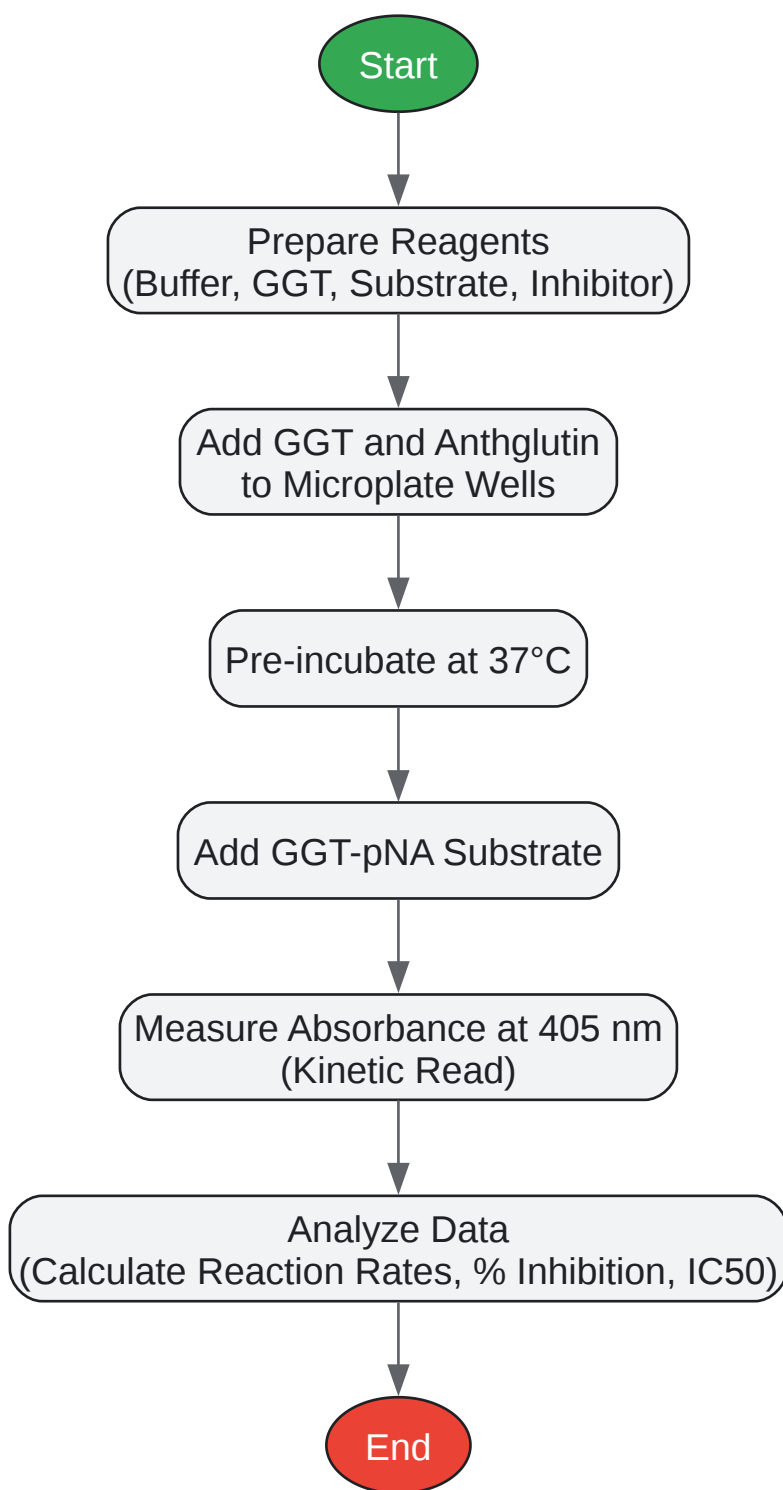 Start
Prepare Reagents
(Buffer, GGT, Substrate, Inhibitor)
Add GGT and Anthglutin
to Microplate Wells
Pre-incubate at 37°C
Add GGT-pNA Substrate
Measure Absorbance at 405 nm
(Kinetic Read)
Analyze Data
(Calculate Reaction Rates, % Inhibition, IC50)
End